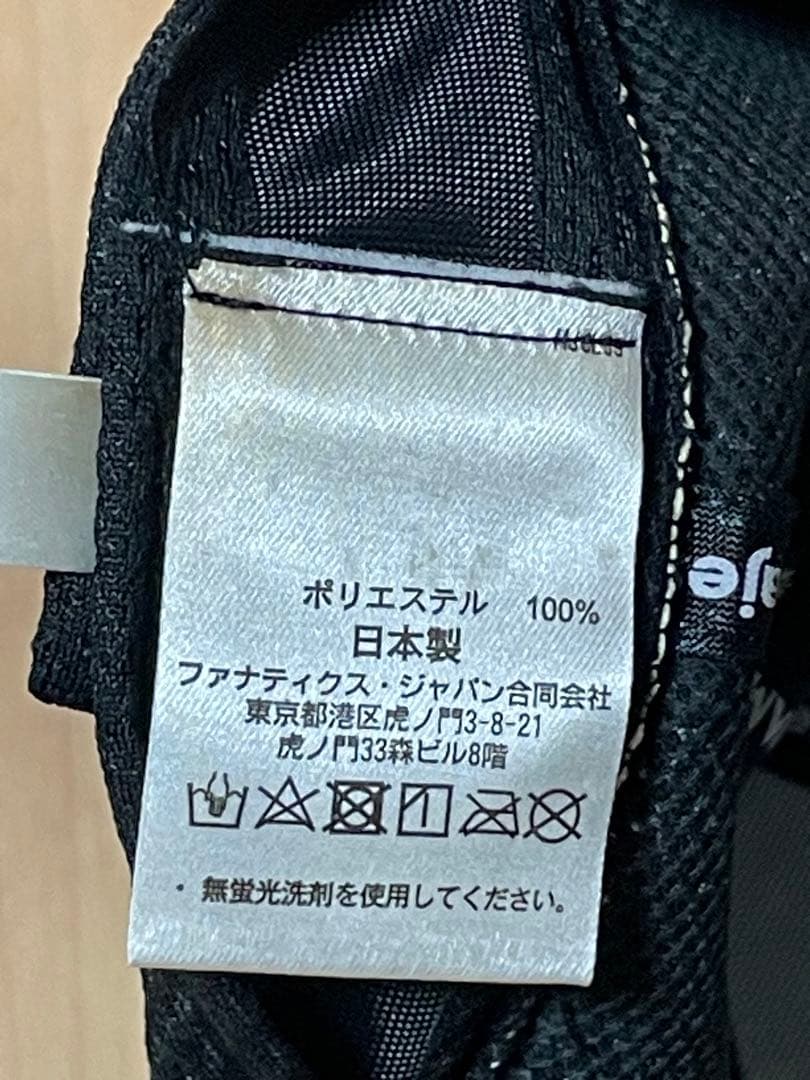 ポリエステル 100%
日本製
ファナティクス・ジャパン合同会社
東京都港区虎ノ門3-8-21
虎ノ門33森ビル8階
・ 無蛍光洗剤を使用してください。
aje